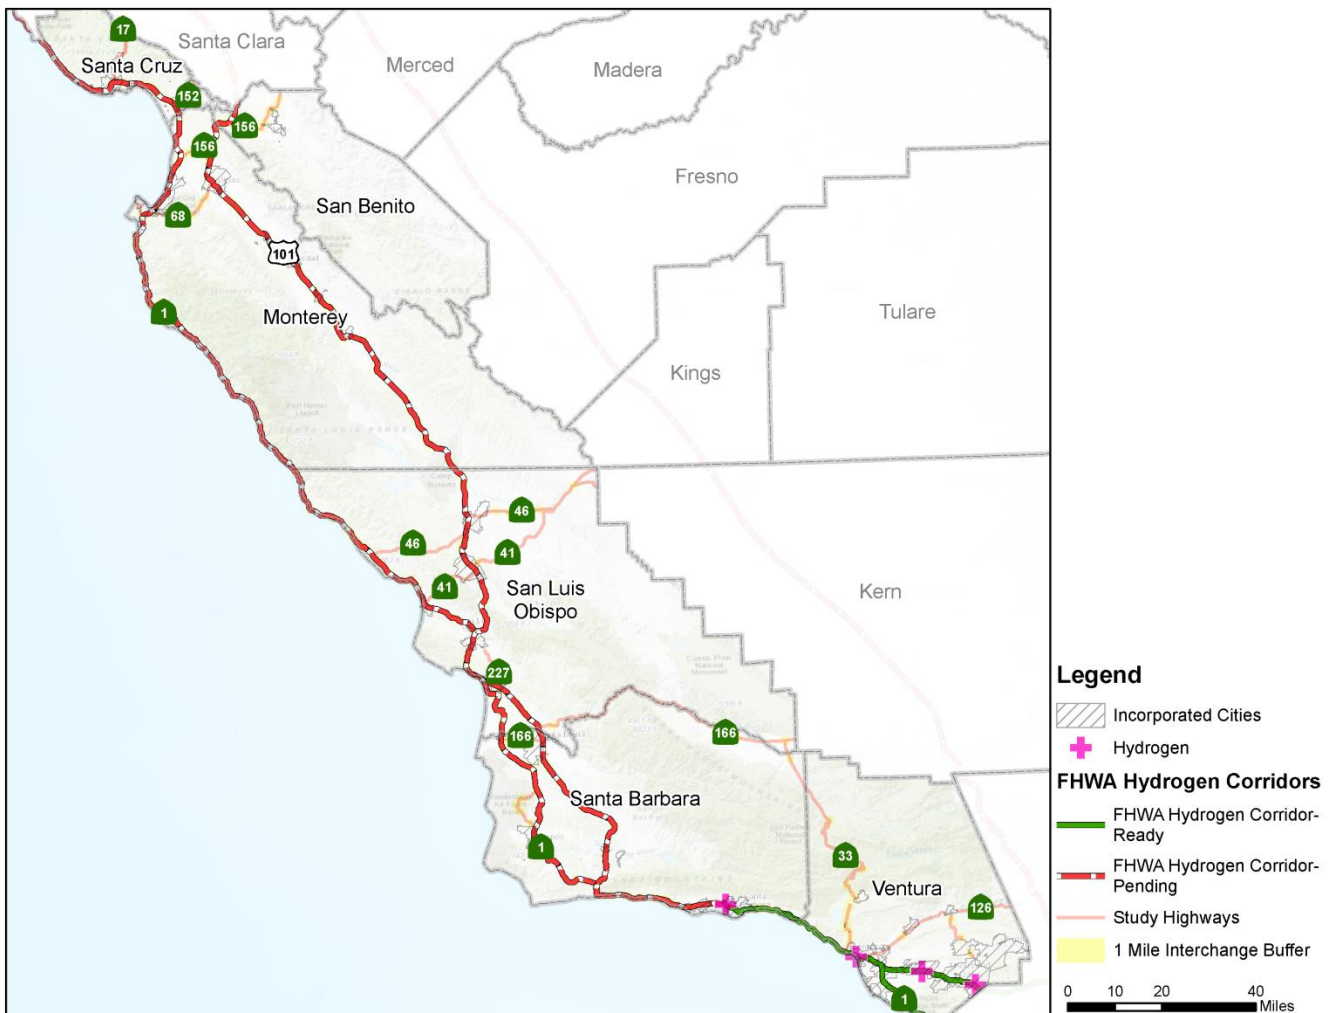 17
Santa Clara
Santa Cruz
Merced
Madera
152
156
156
Fresno
68
San Benito
101
Tulare
1
Monterey
Kings
46
46
41
41
San Luis
Obispo
Kern
227
166
166
Santa Barbara
1
33
Ventura
126
1
Legend
Incorporated Cities
Hydrogen
FHWA Hydrogen Corridors
FHWA Hydrogen Corridor-
Ready
FHWA Hydrogen Corridor-
Pending
Study Highways
1 Mile Interchange Buffer
0 10 20 40
Miles